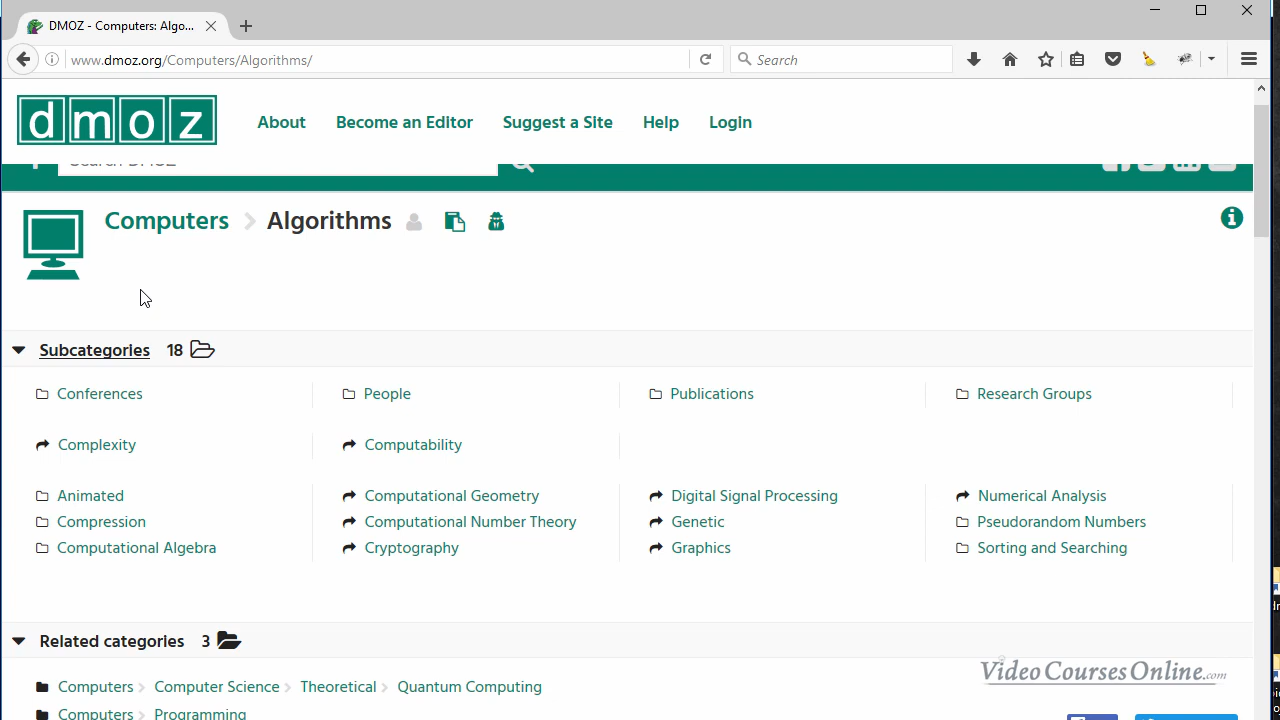 DMOZ - Computers: Algo...
www.dmoz.org/Computers/Algorithms/
Search
dmoz
About Become an Editor Suggest a Site Help Login
Search DMOZ
Computers Algorithms
Subcategories 18
Conferences People Publications Research Groups
Complexity Computability
Animated Computational Geometry Digital Signal Processing Numerical Analysis
Compression Computational Number Theory Genetic Pseudorandom Numbers
Computational Algebra Cryptography Graphics Sorting and Searching
Related categories 3
Computers Computer Science Theoretical Quantum Computing
Computers Programming
VideoCoursesOnline.com